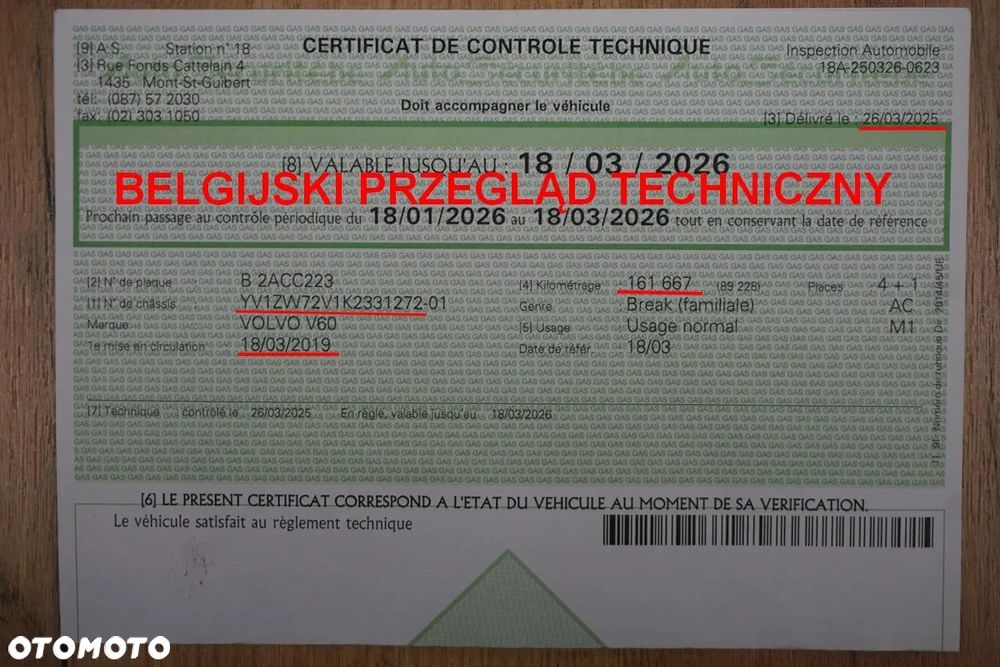 [9] A.S. Station n° 18
CERTIFICAT DE CONTROLE TECHNIQUE
Inspection Automobile
[3] Rue Fonds Cattelain 4
18A-250326-0623
1435 Mont-St-Guibert
tél: (087) 57 2030
Doit accompagner le véhicule
fax: (02) 303 1050
[3] Délivré le : 26/03/2025
[8] VALABLE JUSQU'AU : 18 / 03 / 2026
BELGIJSKI PRZEGLĄD TECHNICZNY
Prochain passage au contrôle périodique du 18/01/2026 au 18/03/2026 tout en conservant la date de référence
[2] N° de plaque B 2ACC223 [4] Kilométrage 161 667 (89 228) Places 4 + 1
[1] N° de châssis YV1ZW72V1K2331272-01 Genre Break (familiale) AC
Marque VOLVO V60 [5] Usage Usage normal M1
1e mise en circulation 18/03/2019 Date de référ. 18/03
[7] Technique : contrôlé le 26/03/2025 En règle, valable jusqu'au 18/03/2026
[6] LE PRESENT CERTIFICAT CORRESPOND A L'ETAT DU VEHICULE AU MOMENT DE SA VERIFICATION.
Le véhicule satisfait au règlement technique
OTOMOTO